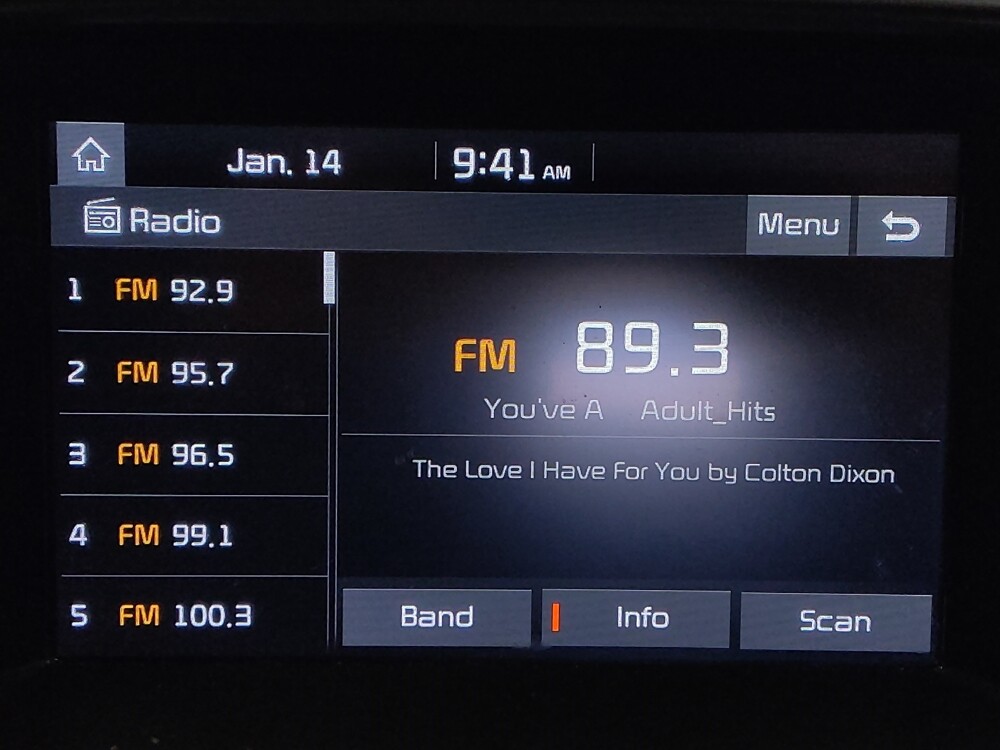 Jan. 14 9:41 AM
Radio Menu
1 FM 92.9
2 FM 95.7
3 FM 96.5
4 FM 99.1
5 FM 100.3
FM 89.3
You've A Adult_Hits
The Love I Have For You by Colton Dixon
Band Info Scan